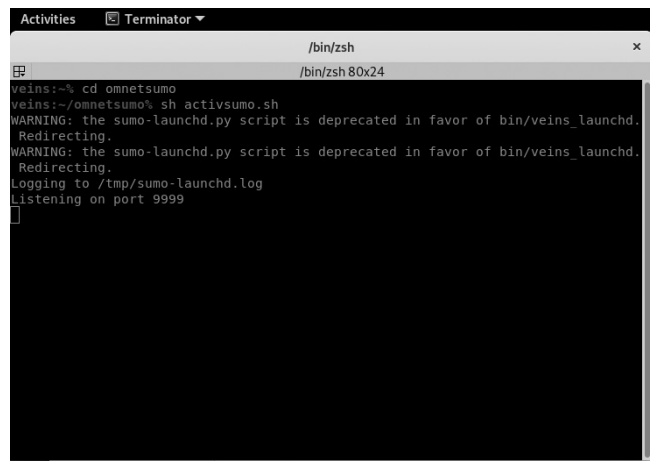 Activities Terminator
/bin/zsh ×
/bin/zsh 80x24
veins:~% cd omnetsumo
veins:~/omnetsumo% sh activsumo.sh
WARNING: the sumo-launchd.py script is deprecated in favor of bin/veins_launchd.
Redirecting.
WARNING: the sumo-launchd.py script is deprecated in favor of bin/veins_launchd.
Redirecting.
Logging to /tmp/sumo-launchd.log
Listening on port 9999